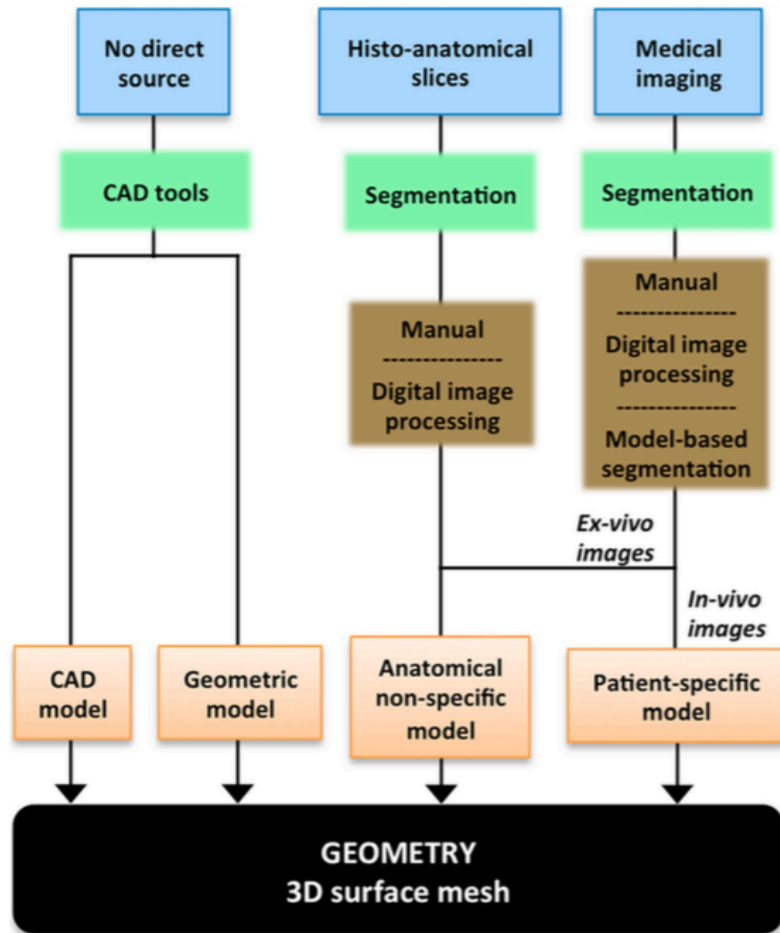 No direct
source
Histo-anatomical
slices
Medical
imaging
CAD tools
Segmentation
Segmentation
Manual
---------------
Digital image
processing
Manual
---------------
Digital image
processing
---------------
Model-based
segmentation
Ex-vivo
images
In-vivo
images
CAD
model
Geometric
model
Anatomical
non-specific
model
Patient-specific
model
GEOMETRY
3D surface mesh